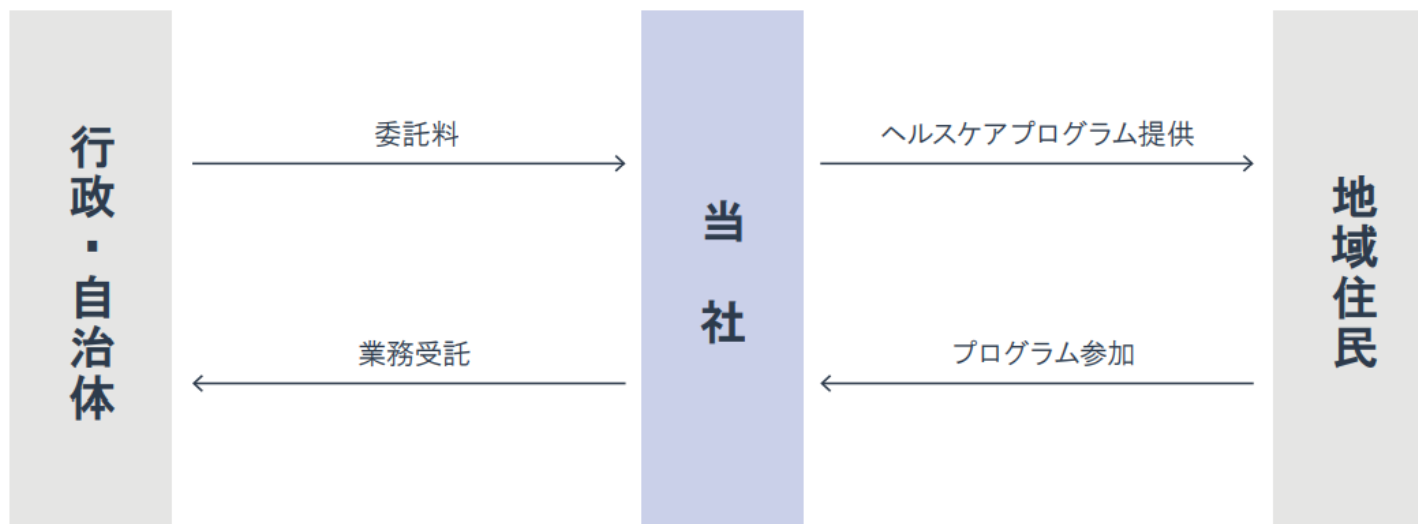 行政・自治体
委託料
業務受託
当社
ヘルスケアプログラム提供
プログラム参加
地域住民